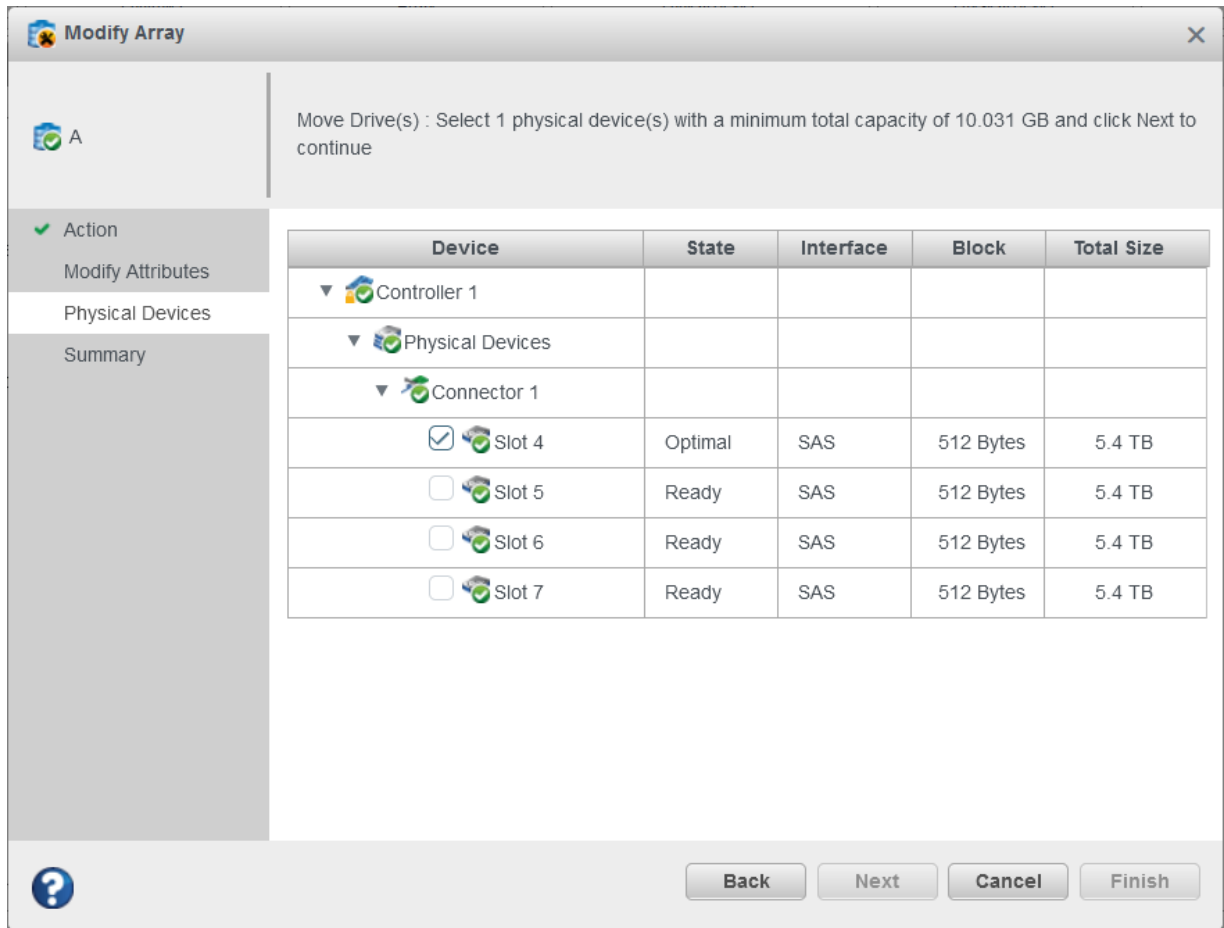 Modify Array
A
Move Drive(s) : Select 1 physical device(s) with a minimum total capacity of 10.031 GB and click Next to
continue
Action
Modify Attributes
Physical Devices
Summary
Device State Interface Block Total Size
Controller 1
Physical Devices
Connector 1
Slot 4 Optimal SAS 512 Bytes 5.4 TB
Slot 5 Ready SAS 512 Bytes 5.4 TB
Slot 6 Ready SAS 512 Bytes 5.4 TB
Slot 7 Ready SAS 512 Bytes 5.4 TB
? Back Next Cancel Finish